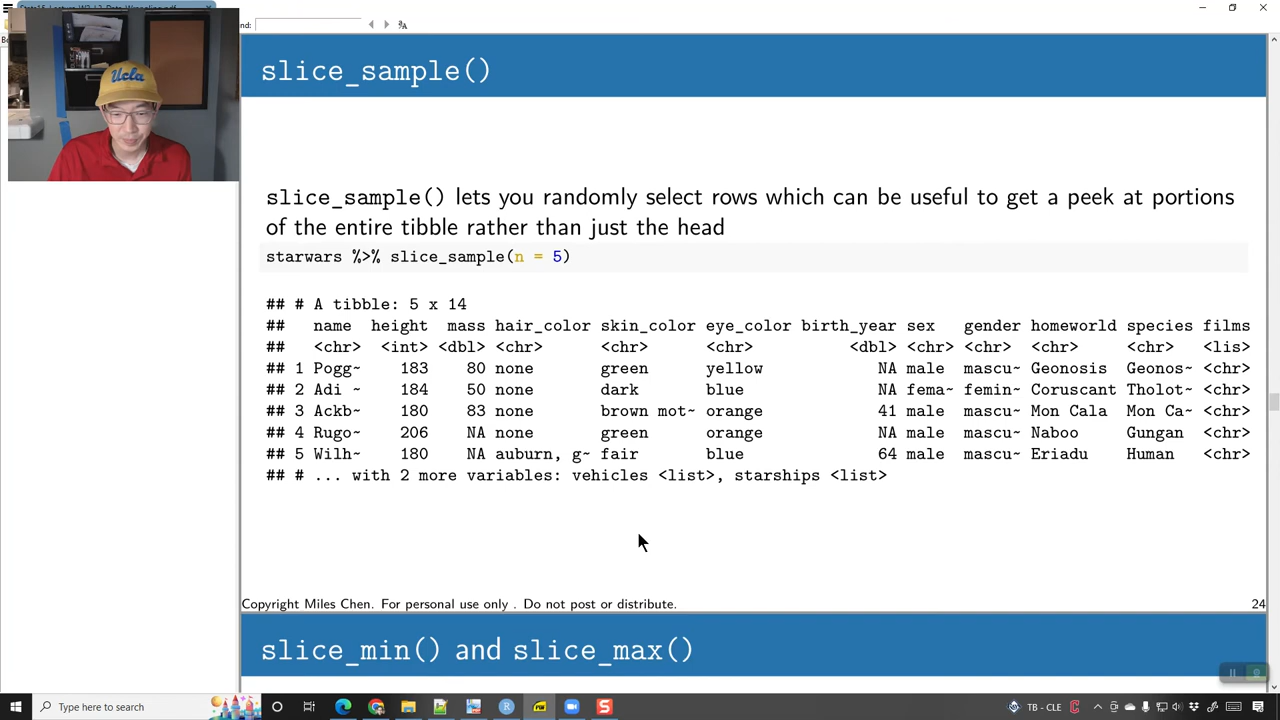 nd:
Ucla
slice_sample()
slice_sample() lets you randomly select rows which can be useful to get a peek at portions
of the entire tibble rather than just the head
starwars %>% slice_sample(n = 5)
## # A tibble: 5 x 14
##   name  height  mass hair_color skin_color eye_color birth_year sex   gender homeworld species films
##   <chr>  <int> <dbl> <chr>      <chr>      <chr>          <dbl> <chr> <chr>  <chr>     <chr>   <lis>
## 1 Pogg~    183    80 none       green      yellow            NA male  mascu~ Geonosis  Geonos~ <chr>
## 2 Adi ~    184    50 none       dark       blue              NA fema~ femin~ Coruscant Tholot~ <chr>
## 3 Ackb~    180    83 none       brown mot~ orange            41 male  mascu~ Mon Cala  Mon Ca~ <chr>
## 4 Rugo~    206    NA none       green      orange            NA male  mascu~ Naboo     Gungan  <chr>
## 5 Wilh~    180    NA auburn, g~ fair       blue              64 male  mascu~ Eriadu    Human   <chr>
## # ... with 2 more variables: vehicles <list>, starships <list>
Copyright Miles Chen. For personal use only . Do not post or distribute.
24
slice_min() and slice_max()
Type here to search
TB - CLE